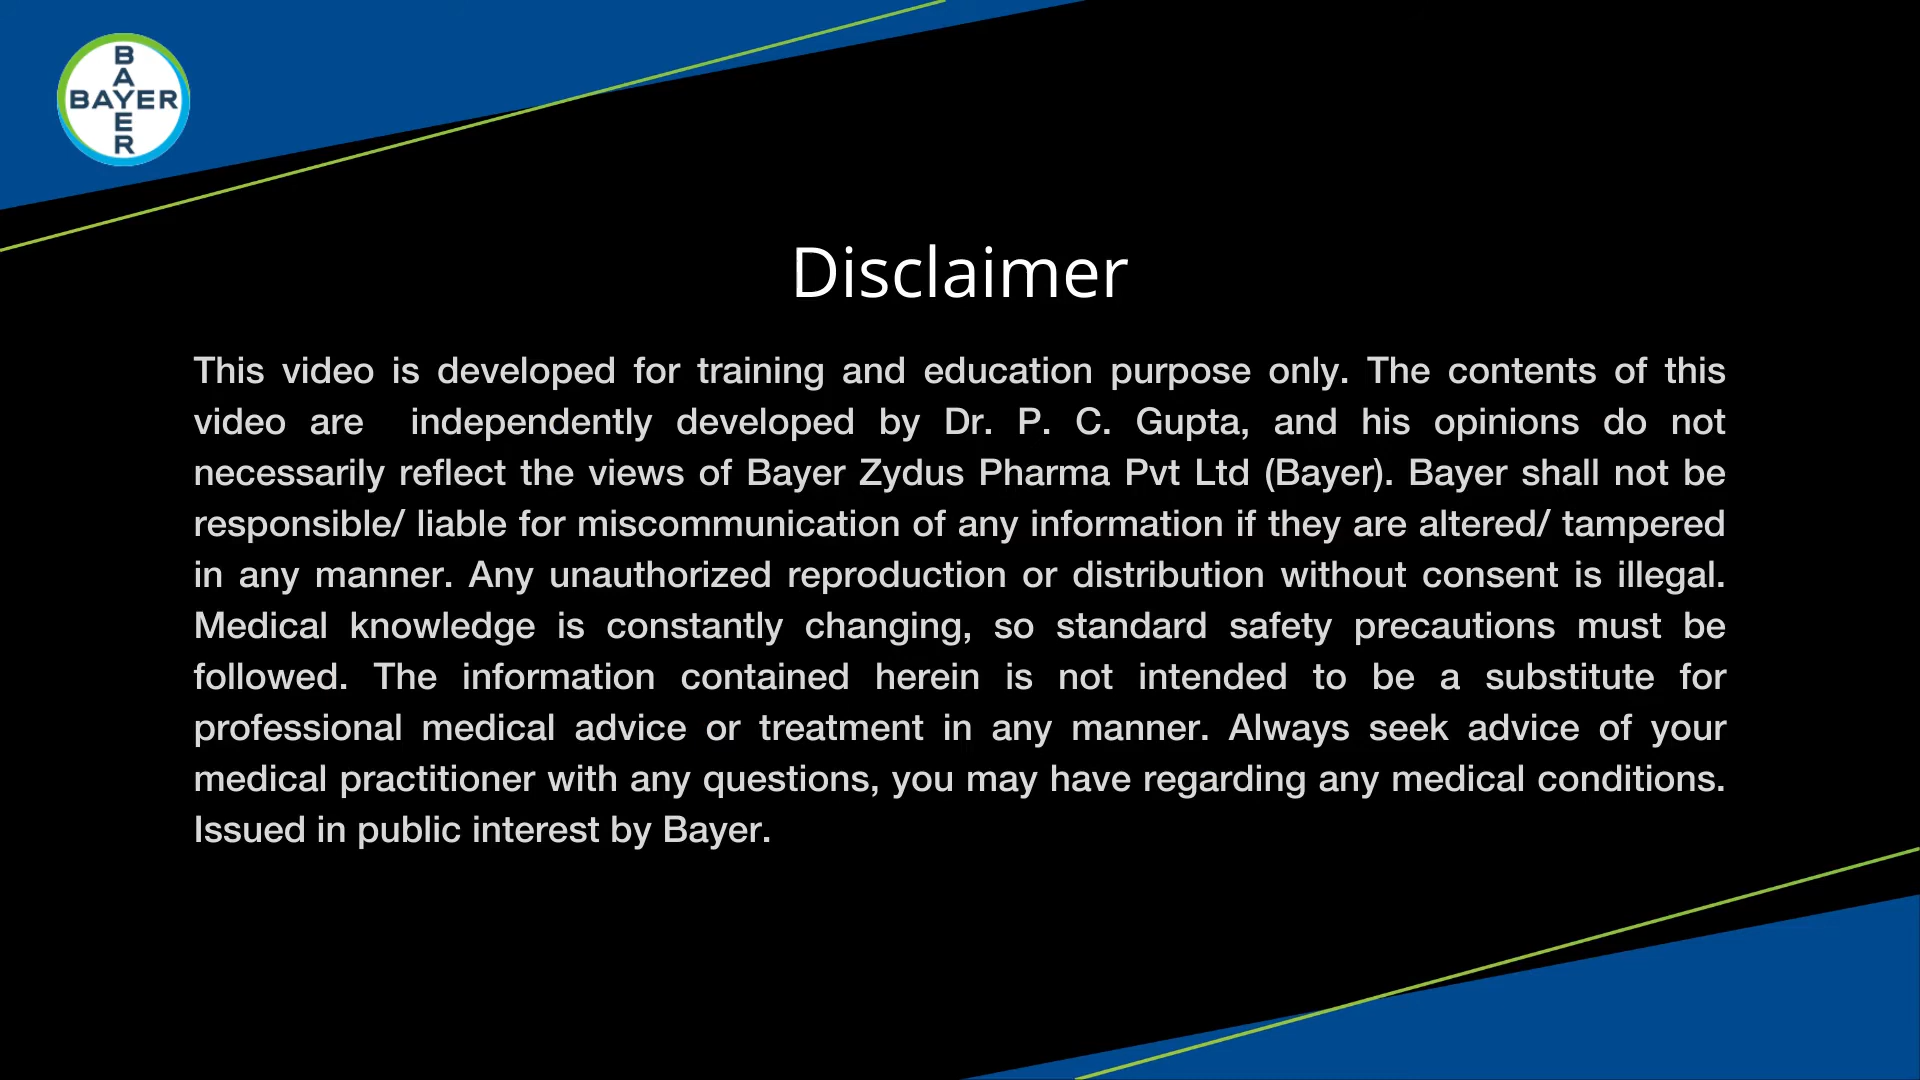 BAYER
BAYER
Disclaimer
This video is developed for training and education purpose only. The contents of this
video are independently developed by Dr. P. C. Gupta, and his opinions do not
necessarily reflect the views of Bayer Zydus Pharma Pvt Ltd (Bayer). Bayer shall not be
responsible/ liable for miscommunication of any information if they are altered/ tampered
in any manner. Any unauthorized reproduction or distribution without consent is illegal.
Medical knowledge is constantly changing, so standard safety precautions must be
followed. The information contained herein is not intended to be a substitute for
professional medical advice or treatment in any manner. Always seek advice of your
medical practitioner with any questions, you may have regarding any medical conditions.
Issued in public interest by Bayer.